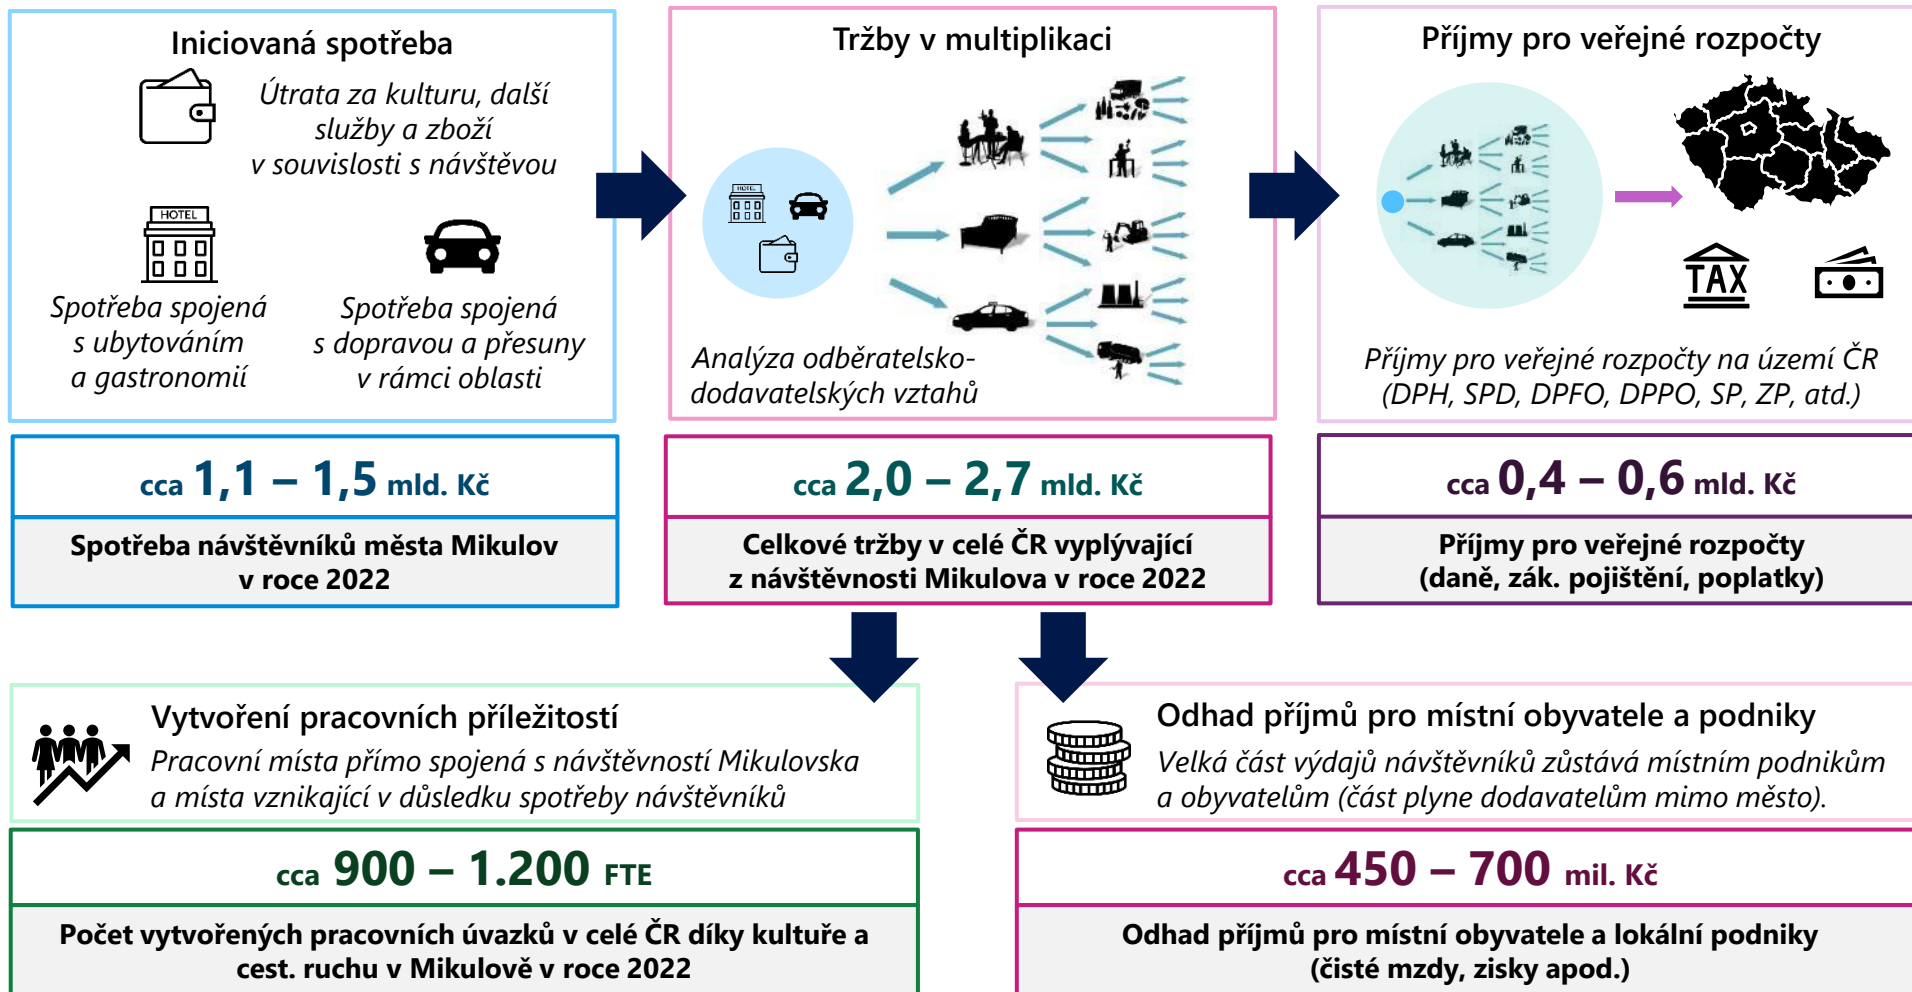 Iniciovaná spotřeba
Útrata za kulturu, další
služby a zboží
v souvislosti s návštěvou
HOTEL
Spotřeba spojená
s ubytováním
a gastronomií
Spotřeba spojená
s dopravou a přesuny
v rámci oblasti
cca 1,1 – 1,5 mld. Kč
Spotřeba návštěvníků města Mikulov
v roce 2022
Tržby v multiplikaci
HOTEL
Analýza odběratelsko-
dodavatelských vztahů
cca 2,0 – 2,7 mld. Kč
Celkové tržby v celé ČR vyplývající
z návštěvnosti Mikulova v roce 2022
Příjmy pro veřejné rozpočty
TAX
Příjmy pro veřejné rozpočty na území ČR
(DPH, SPD, DPFO, DPPO, SP, ZP, atd.)
cca 0,4 – 0,6 mld. Kč
Příjmy pro veřejné rozpočty
(daně, zák. pojištění, poplatky)
Vytvoření pracovních příležitostí
Pracovní místa přímo spojená s návštěvností Mikulovska
a místa vznikající v důsledku spotřeby návštěvníků
cca 900 – 1.200 FTE
Počet vytvořených pracovních úvazků v celé ČR díky kultuře a
cest. ruchu v Mikulově v roce 2022
Odhad příjmů pro místní obyvatele a podniky
Velká část výdajů návštěvníků zůstává místním podnikům
a obyvatelům (část plyne dodavatelům mimo město).
cca 450 – 700 mil. Kč
Odhad příjmů pro místní obyvatele a lokální podniky
(čisté mzdy, zisky apod.)